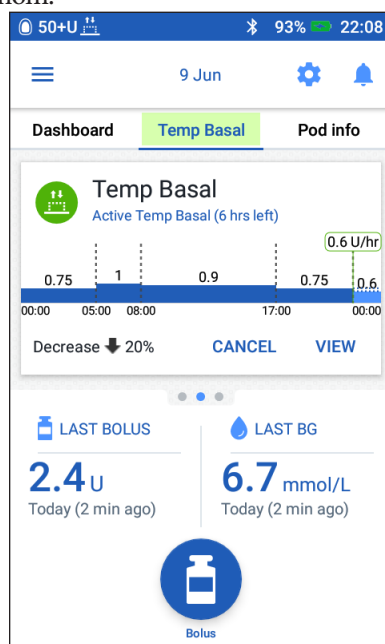 nom.
50+U 93% 22:08
9 Jun
Dashboard Temp Basal Pod info
Temp Basal
Active Temp Basal (6 hrs left)
0.6 U/hr
0.75 1 0.9 0.75 0.6
00:00 05:00 08:00 17:00 00:00
Decrease 20% CANCEL VIEW
LAST BOLUS LAST BG
2.4 U 6.7 mmol/L
Today (2 min ago) Today (2 min ago)
Bolus